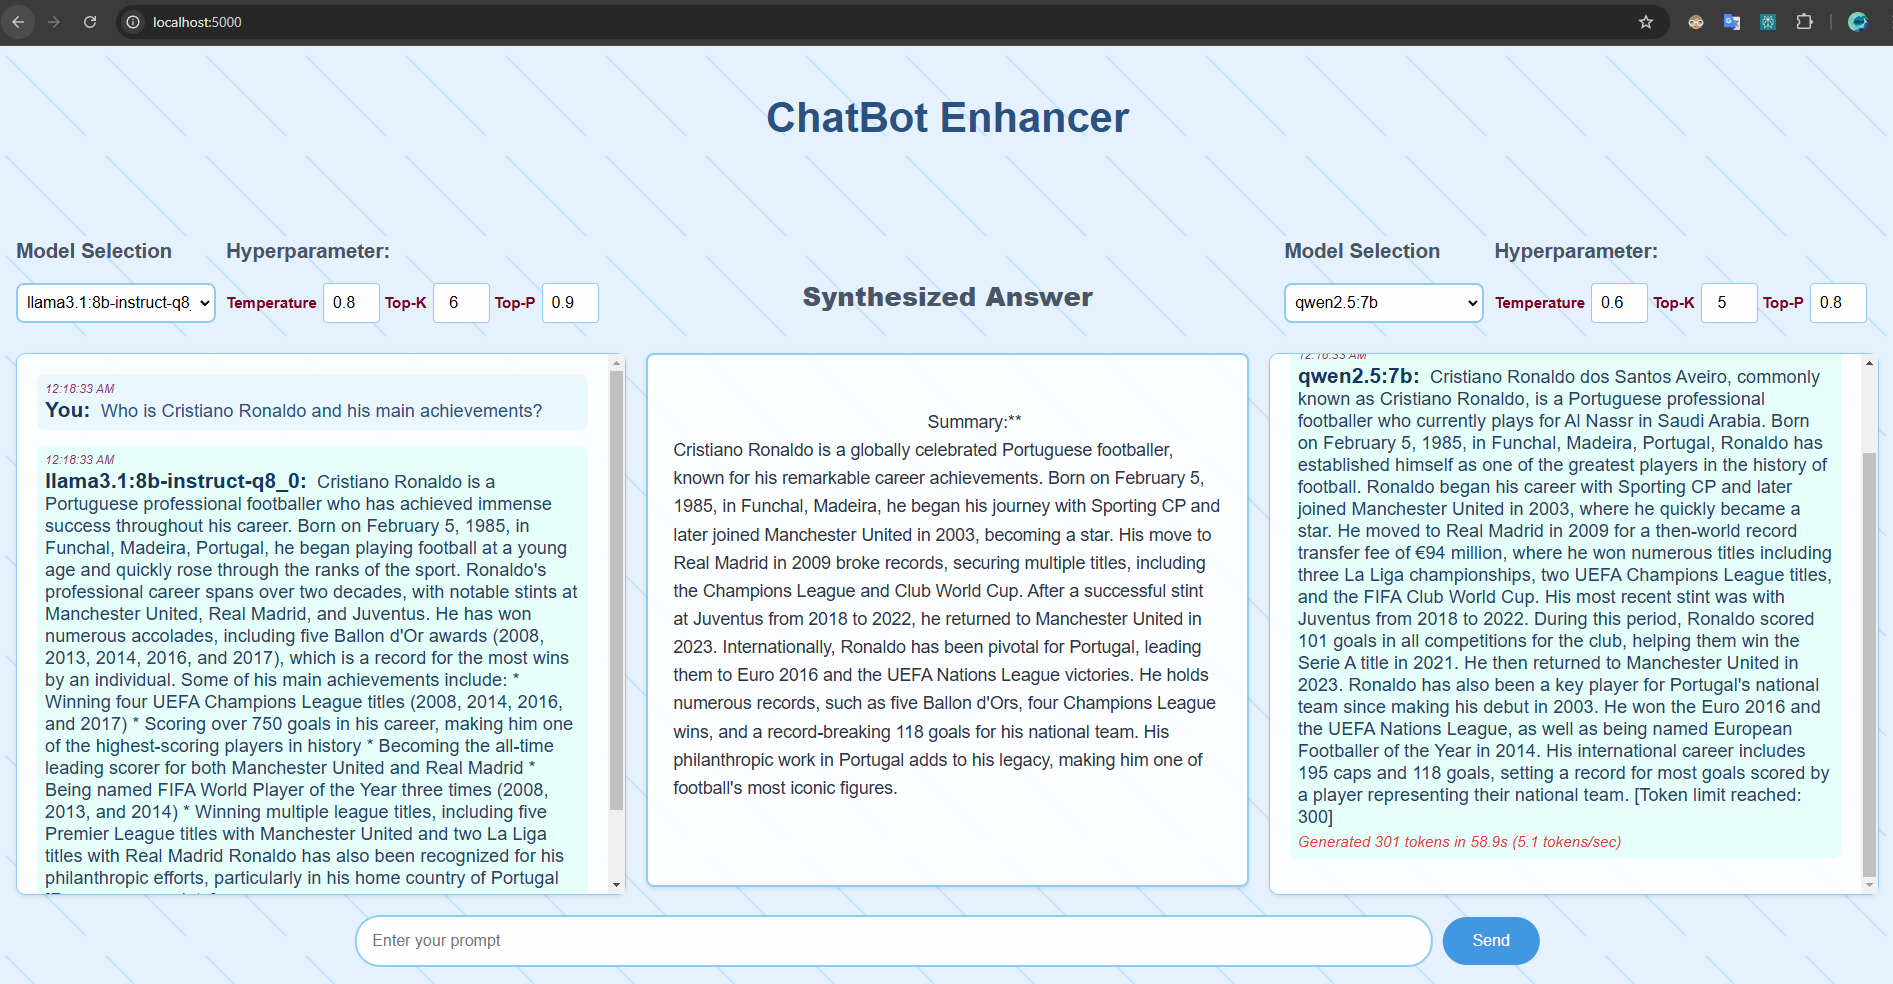 localhost:5000
ChatBot Enhancer
Model Selection
Hyperparameter:
llama3.1:8b-instruct-q8_
Temperature
0.8
Top-K
6
Top-P
0.9
12:18:33 AM
You: Who is Cristiano Ronaldo and his main achievements?
12:18:33 AM
llama3.1:8b-instruct-q8_0: Cristiano Ronaldo is a
Portuguese professional footballer who has achieved immense
success throughout his career. Born on February 5, 1985, in
Funchal, Madeira, Portugal, he began playing football at a young
age and quickly rose through the ranks of the sport. Ronaldo's
professional career spans over two decades, with notable stints at
Manchester United, Real Madrid, and Juventus. He has won
numerous accolades, including five Ballon d'Or awards (2008,
2013, 2014, 2016, and 2017), which is a record for the most wins
by an individual. Some of his main achievements include: *
Winning four UEFA Champions League titles (2008, 2014, 2016,
and 2017) * Scoring over 750 goals in his career, making him one
of the highest-scoring players in history * Becoming the all-time
leading scorer for both Manchester United and Real Madrid *
Being named FIFA World Player of the Year three times (2008,
2013, and 2014) * Winning multiple league titles, including five
Premier League titles with Manchester United and two La Liga
titles with Real Madrid Ronaldo has also been recognized for his
philanthropic efforts, particularly in his home country of Portugal
Synthesized Answer
Summary:**
Cristiano Ronaldo is a globally celebrated Portuguese footballer,
known for his remarkable career achievements. Born on February 5,
1985, in Funchal, Madeira, he began his journey with Sporting CP and
later joined Manchester United in 2003, becoming a star. His move to
Real Madrid in 2009 broke records, securing multiple titles, including
the Champions League and Club World Cup. After a successful stint
at Juventus from 2018 to 2022, he returned to Manchester United in
2023. Internationally, Ronaldo has been pivotal for Portugal, leading
them to Euro 2016 and the UEFA Nations League victories. He holds
numerous records, such as five Ballon d'Ors, four Champions League
wins, and a record-breaking 118 goals for his national team. His
philanthropic work in Portugal adds to his legacy, making him one of
football's most iconic figures.
Model Selection
Hyperparameter:
qwen2.5:7b
Temperature
0.6
Top-K
5
Top-P
0.8
12:18:33 AM
qwen2.5:7b: Cristiano Ronaldo dos Santos Aveiro, commonly
known as Cristiano Ronaldo, is a Portuguese professional
footballer who currently plays for Al Nassr in Saudi Arabia. Born
on February 5, 1985, in Funchal, Madeira, Portugal, Ronaldo has
established himself as one of the greatest players in the history of
football. Ronaldo began his career with Sporting CP and later
joined Manchester United in 2003, where he quickly became a
star. He moved to Real Madrid in 2009 for a then-world record
transfer fee of €94 million, where he won numerous titles including
three La Liga championships, two UEFA Champions League titles,
and the FIFA Club World Cup. His most recent stint was with
Juventus from 2018 to 2022. During this period, Ronaldo scored
101 goals in all competitions for the club, helping them win the
Serie A title in 2021. He then returned to Manchester United in
2023. Ronaldo has also been a key player for Portugal's national
team since making his debut in 2003. He won the Euro 2016 and
the UEFA Nations League, as well as being named European
Footballer of the Year in 2014. His international career includes
195 caps and 118 goals, setting a record for most goals scored by
a player representing their national team. [Token limit reached:
300]
Generated 301 tokens in 58.9s (5.1 tokens/sec)
Enter your prompt
Send